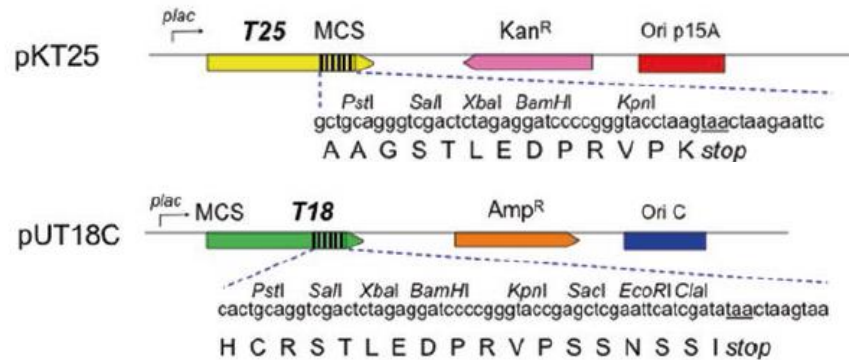 plac T25 MCS Kanᴿ Ori p15A
pKT25
PstI SalI XbaI BamHI KpnI
gctgcagggtcgactctagaggatccccgggtacctaagtaactaagaattc
A A G S T L E D P R V P K stop
plac MCS T18 Ampᴿ Ori C
pUT18C
PstI SalI XbaI BamHI KpnI SacI EcoRI ClaI
cactgcaggtcgactctagaggatccccgggtaccgagctcgaattcatcgatataactaagtaa
H C R S T L E D P R V P S S N S S I stop